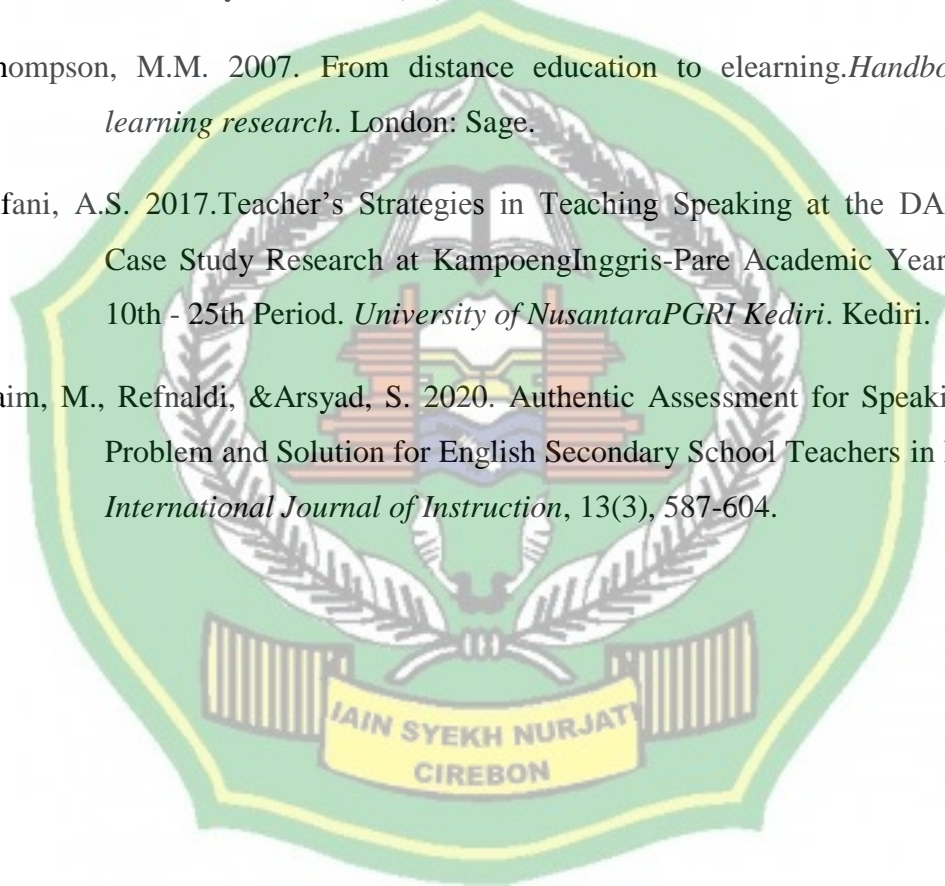 hompson, M.M. 2007. From distance education to elearning.Handbo
learning research. London: Sage.
fani, A.S. 2017.Teacher's Strategies in Teaching Speaking at the DA
Case Study Research at KampoengInggris-Pare Academic Year
10th - 25th Period. University of NusantaraPGRI Kediri. Kediri.
aim, M., Refnaldi, &Arsyad, S. 2020. Authentic Assessment for Speaki
Problem and Solution for English Secondary School Teachers in
International Journal of Instruction, 13(3), 587-604.
IAIN SYEKH NURJATI
CIREBON